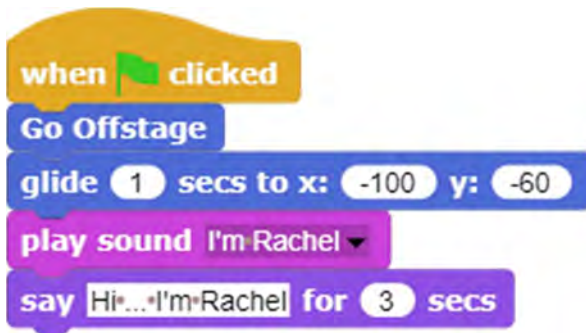 when clicked
Go Offstage
glide 1 secs to x: -100 y: -60
play sound I'm Rachel
say Hi ... I'm Rachel for 3 secs